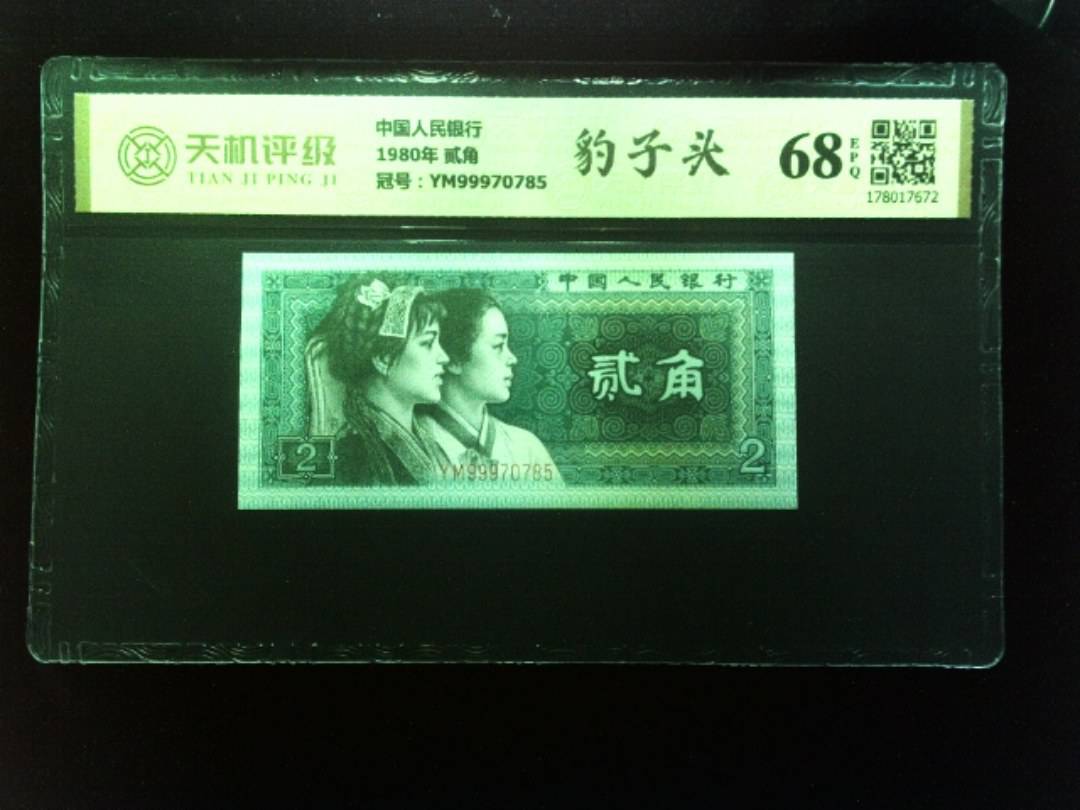 天机评级
TIAN JI PING JI
中国人民银行
1980年 贰角
冠号：YM99970785
豹子头
68
EPQ
178017672
中国人民银行
贰角
2
YM99970785
2